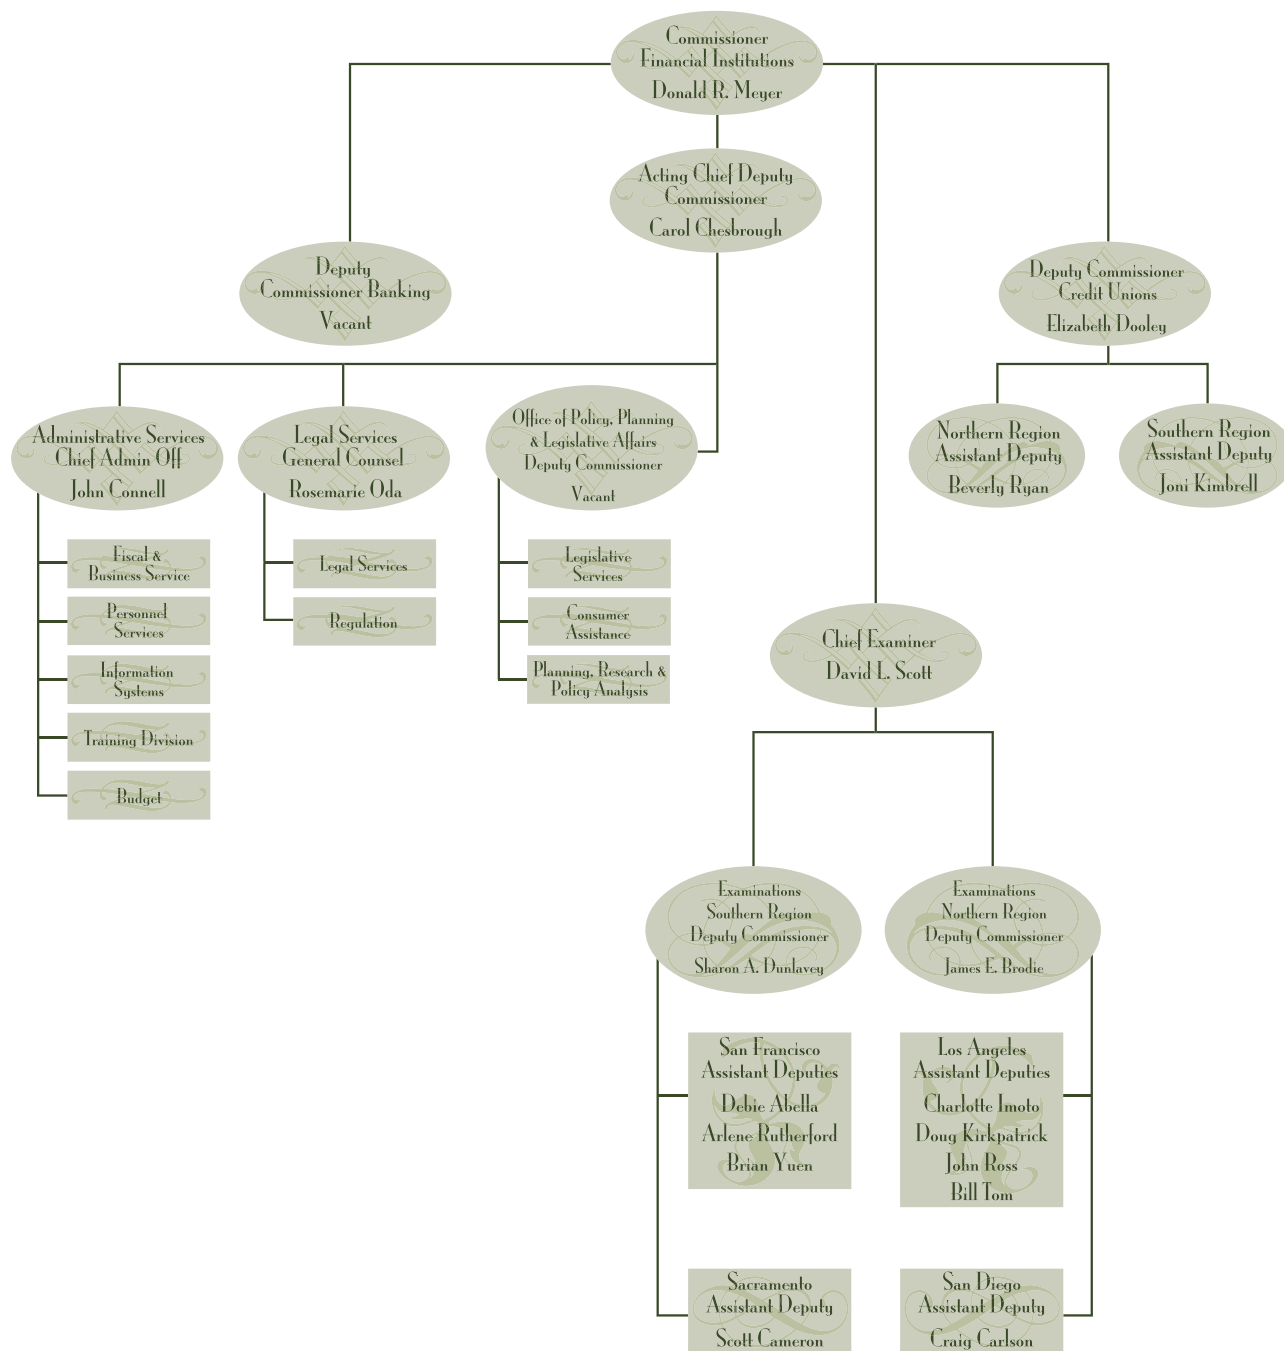 Commissioner
Financial Institutions
Donald R. Meyer
Acting Chief Deputy
Commissioner
Carol Chesbrough
Deputy
Commissioner Banking
Vacant
Deputy Commissioner
Credit Unions
Elizabeth Dooley
Administrative Services
Chief Admin Off
John Connell
Legal Services
General Counsel
Rosemarie Oda
Office of Policy, Planning
& Legislative Affairs
Deputy Commissioner
Vacant
Northern Region
Assistant Deputy
Beverly Ryan
Southern Region
Assistant Deputy
Joni Kimbrell
Fiscal &
Business Service
Personnel
Services
Information
Systems
Training Division
Budget
Legal Services
Regulation
Legislative
Services
Consumer
Assistance
Planning, Research &
Policy Analysis
Chief Examiner
David L. Scott
Examinations
Southern Region
Deputy Commissioner
Sharon A. Dunlavey
Examinations
Northern Region
Deputy Commissioner
James E. Brodie
San Francisco
Assistant Deputies
Debie Abella
Arlene Rutherford
Brian Yuen
Los Angeles
Assistant Deputies
Charlotte Imoto
Doug Kirkpatrick
John Ross
Bill Tom
Sacramento
Assistant Deputy
Scott Cameron
San Diego
Assistant Deputy
Craig Carlson